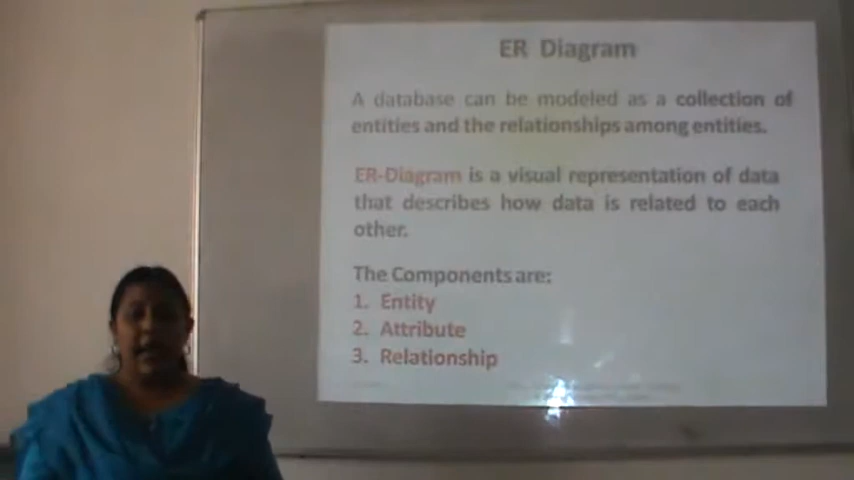 ER Diagram
A database can be modeled as a collection of
entities and the relationships among entities.
ER-Diagram is a visual representation of data
that describes how data is related to each
other.
The Components are:
1. Entity
2. Attribute
3. Relationship